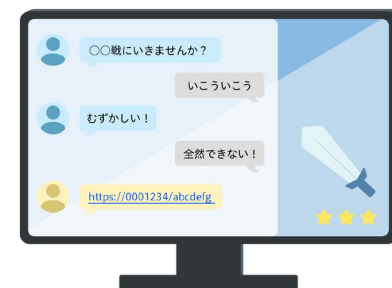 ○○戦にいきませんか？
いこういこう
むずかしい！
全然できない！
https://0001234/abcdefg